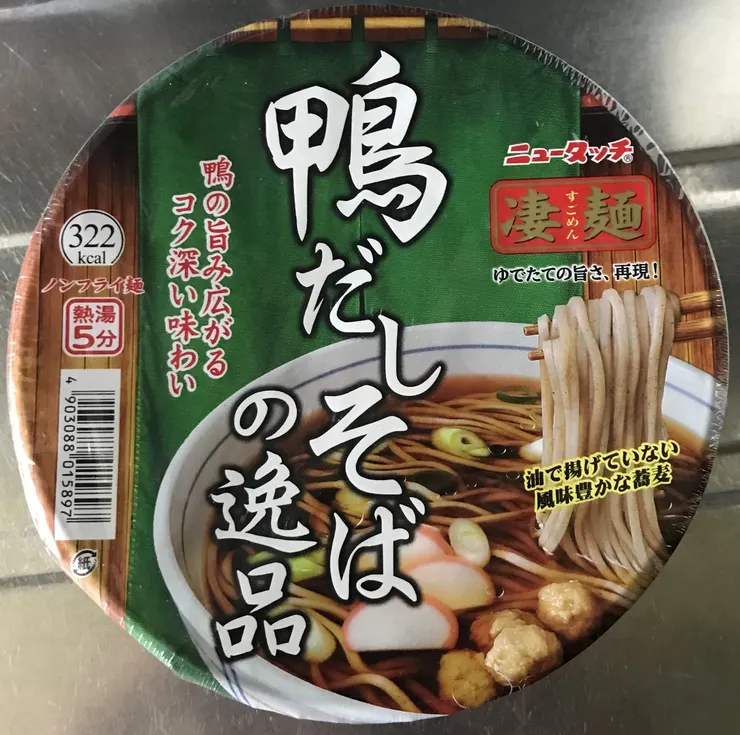 鴨だしそば
の逸品
鴨の旨み広がる
コク深い味わい
ニュータッチ®
凄麺
すごめん
ゆでたての旨さ、再現!
322
kcal
ノンフライ麺
熱湯
5分
油で揚げていない
風味豊かな蕎麦
4903088015897
紙